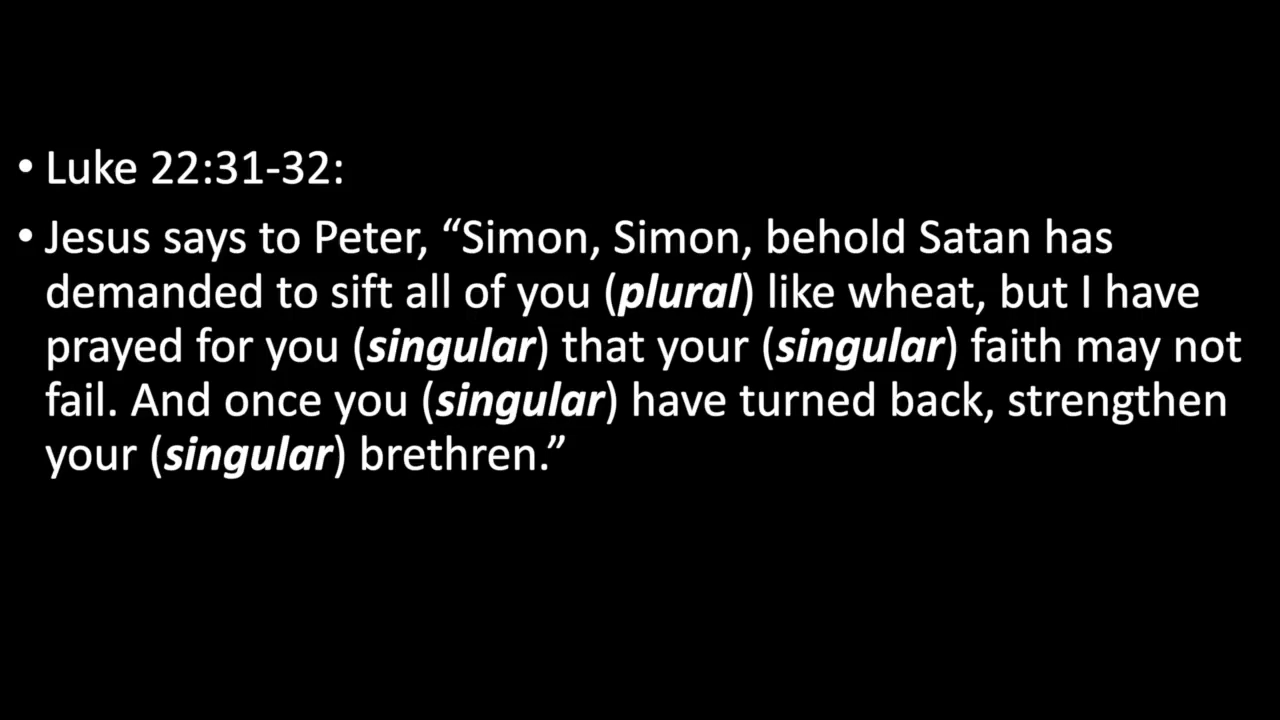 • Luke 22:31-32:
• Jesus says to Peter, “Simon, Simon, behold Satan has
demanded to sift all of you (plural) like wheat, but I have
prayed for you (singular) that your (singular) faith may not
fail. And once you (singular) have turned back, strengthen
your (singular) brethren.”